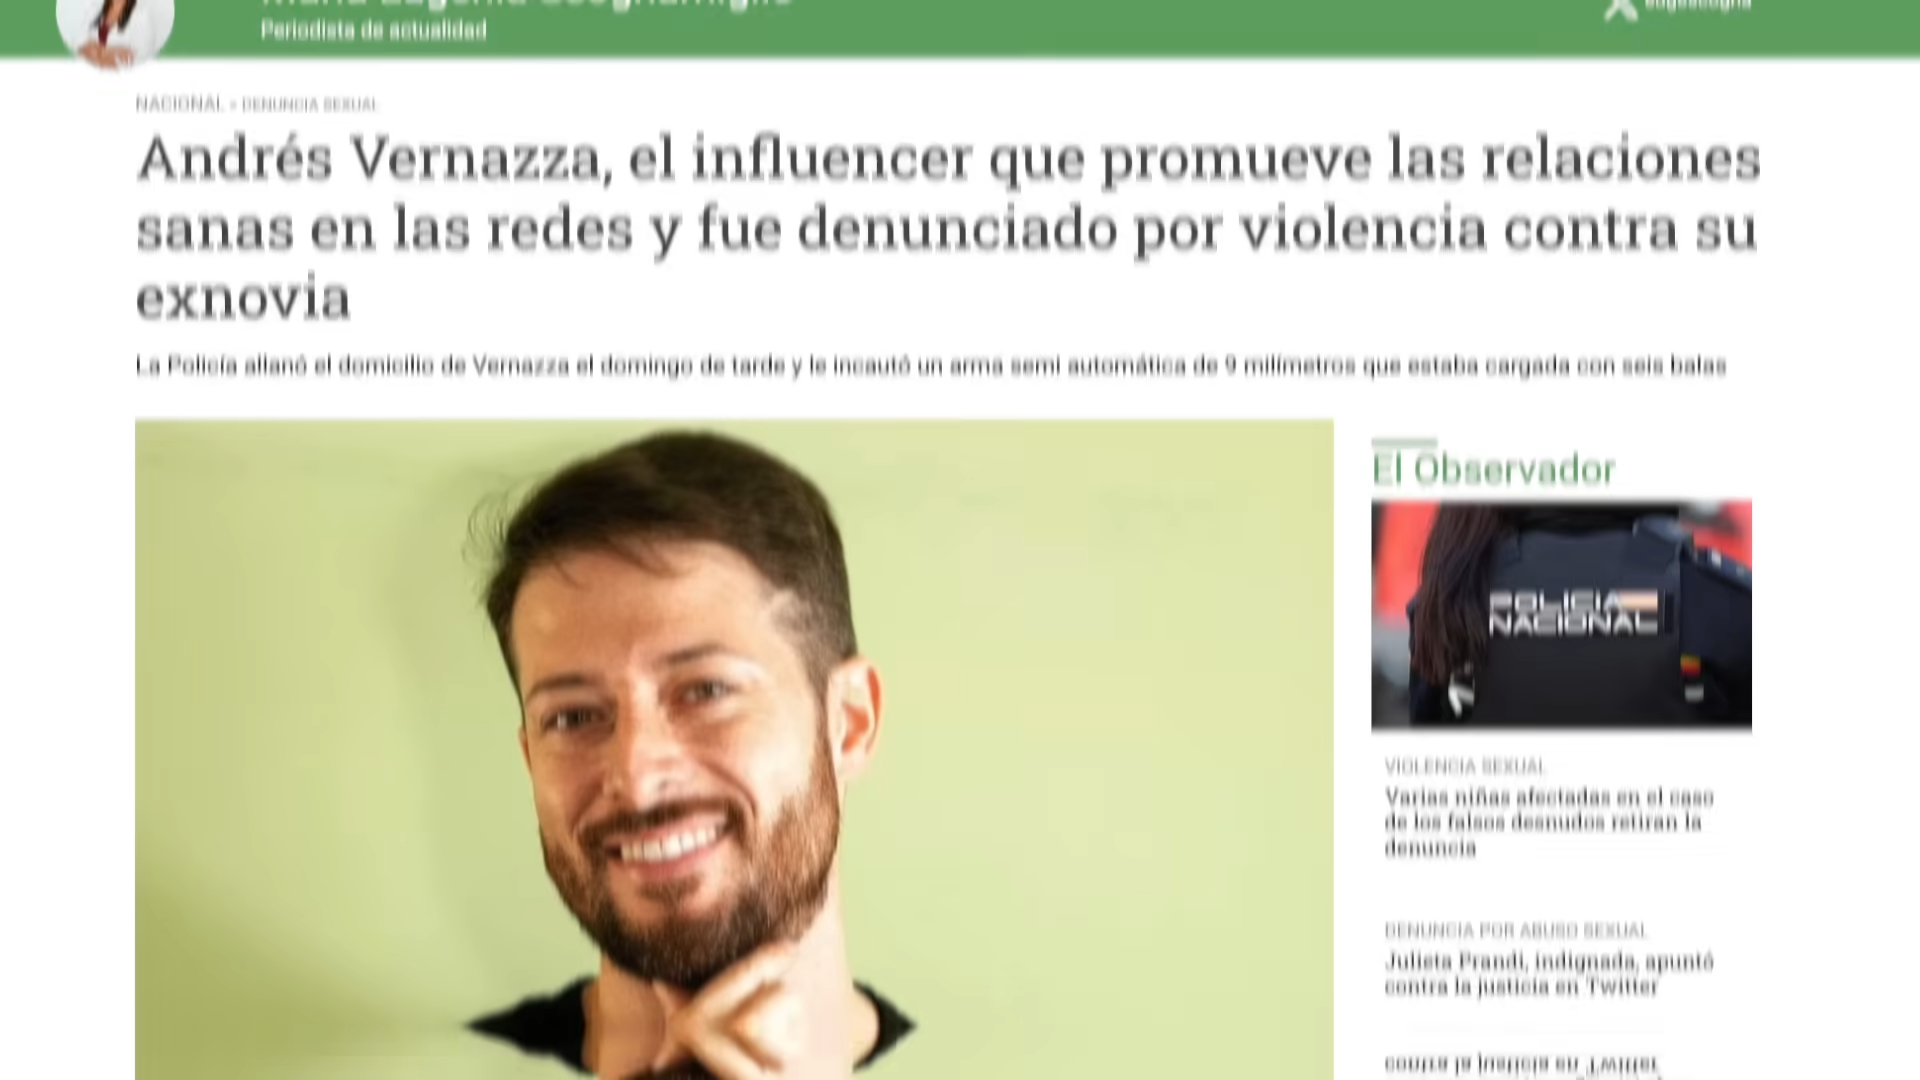 Periodista de actualidad
NACIONAL - DENUNCIA SEXUAL
Andrés Vernazza, el influencer que promueve las relaciones
sanas en las redes y fue denunciado por violencia contra su
exnovia
La Policía allanó el domicilio de Vernazza el domingo de tarde y le incautó un arma semi automática de 9 milímetros que estaba cargada con seis balas
El Observador
POLICIA
NACIONAL
VIOLENCIA SEXUAL
Varias niñas afectadas en el caso
de los falsos desnudos retiran la
denuncia
DENUNCIA POR ABUSO SEXUAL
Julieta Prandi, indignada, apuntó
contra la justicia en Twitter